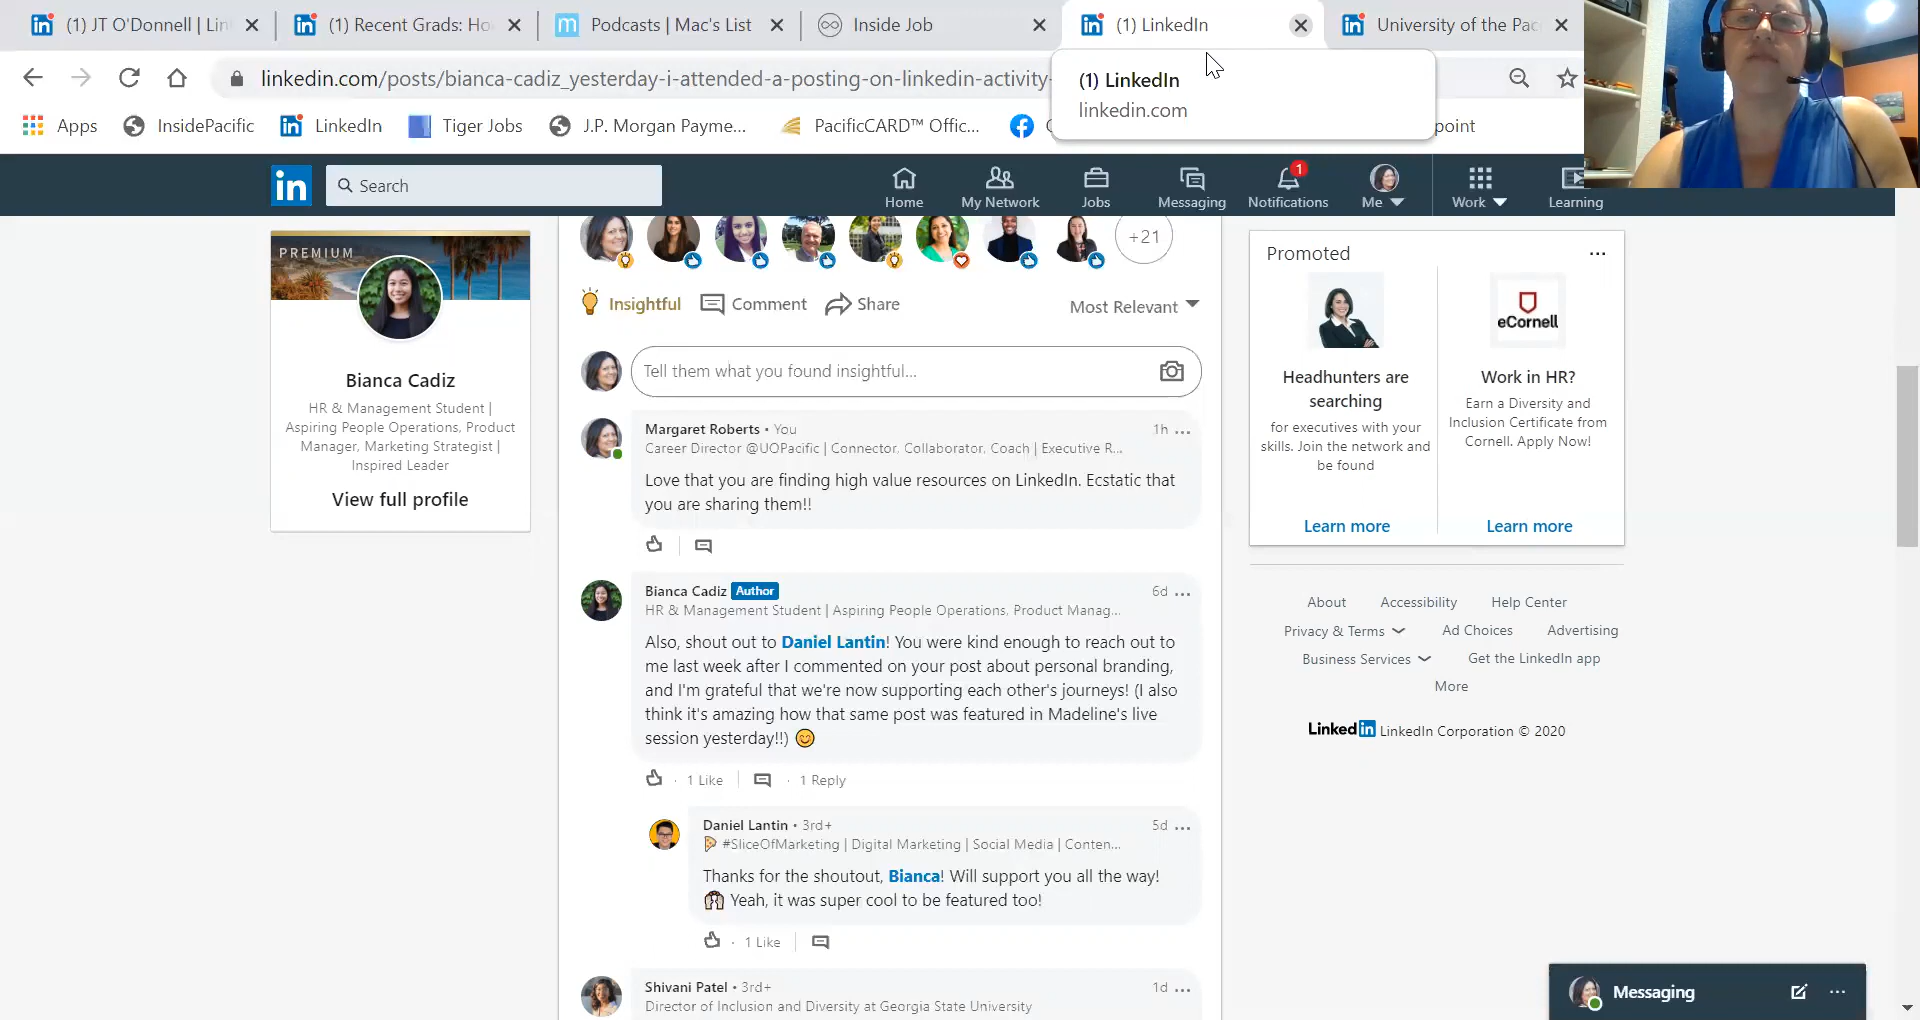 (1) JT O'Donnell | Lin
(1) Recent Grads: Ho
Podcasts | Mac's List
Inside Job
(1) LinkedIn
University of the Pac
linkedin.com/posts/bianca-cadiz_yesterday-i-attended-a-posting-on-linkedin-activity-
(1) LinkedIn
linkedin.com
Apps
InsidePacific
LinkedIn
Tiger Jobs
J.P. Morgan Payme...
PacificCARD™ Offic...
point
in
Search
Home
My Network
Jobs
Messaging
1
Notifications
Me
Work
Learning
PREMIUM
Bianca Cadiz
HR & Management Student |
Aspiring People Operations, Product
Manager, Marketing Strategist |
Inspired Leader
View full profile
+21
Insightful
Comment
Share
Most Relevant
Tell them what you found insightful...
Margaret Roberts • You
1h ...
Career Director @UOPacific | Connector, Collaborator, Coach | Executive R...
Love that you are finding high value resources on LinkedIn. Ecstatic that
you are sharing them!!
Bianca Cadiz Author
6d ...
HR & Management Student | Aspiring People Operations, Product Manag...
Also, shout out to Daniel Lantin! You were kind enough to reach out to
me last week after I commented on your post about personal branding,
and I'm grateful that we're now supporting each other's journeys! (I also
think it's amazing how that same post was featured in Madeline's live
session yesterday!!) 😊
· 1 Like
· 1 Reply
Daniel Lantin • 3rd+
5d ...
🍕 #SliceOfMarketing | Digital Marketing | Social Media | Conten...
Thanks for the shoutout, Bianca! Will support you all the way!
🙌 Yeah, it was super cool to be featured too!
· 1 Like
Shivani Patel • 3rd+
1d ...
Director of Inclusion and Diversity at Georgia State University
Promoted
...
Headhunters are
searching
for executives with your
skills. Join the network and
be found
Learn more
eCornell
Work in HR?
Earn a Diversity and
Inclusion Certificate from
Cornell. Apply Now!
Learn more
About
Accessibility
Help Center
Privacy & Terms
Ad Choices
Advertising
Business Services
Get the LinkedIn app
More
LinkedIn LinkedIn Corporation © 2020
Messaging
...